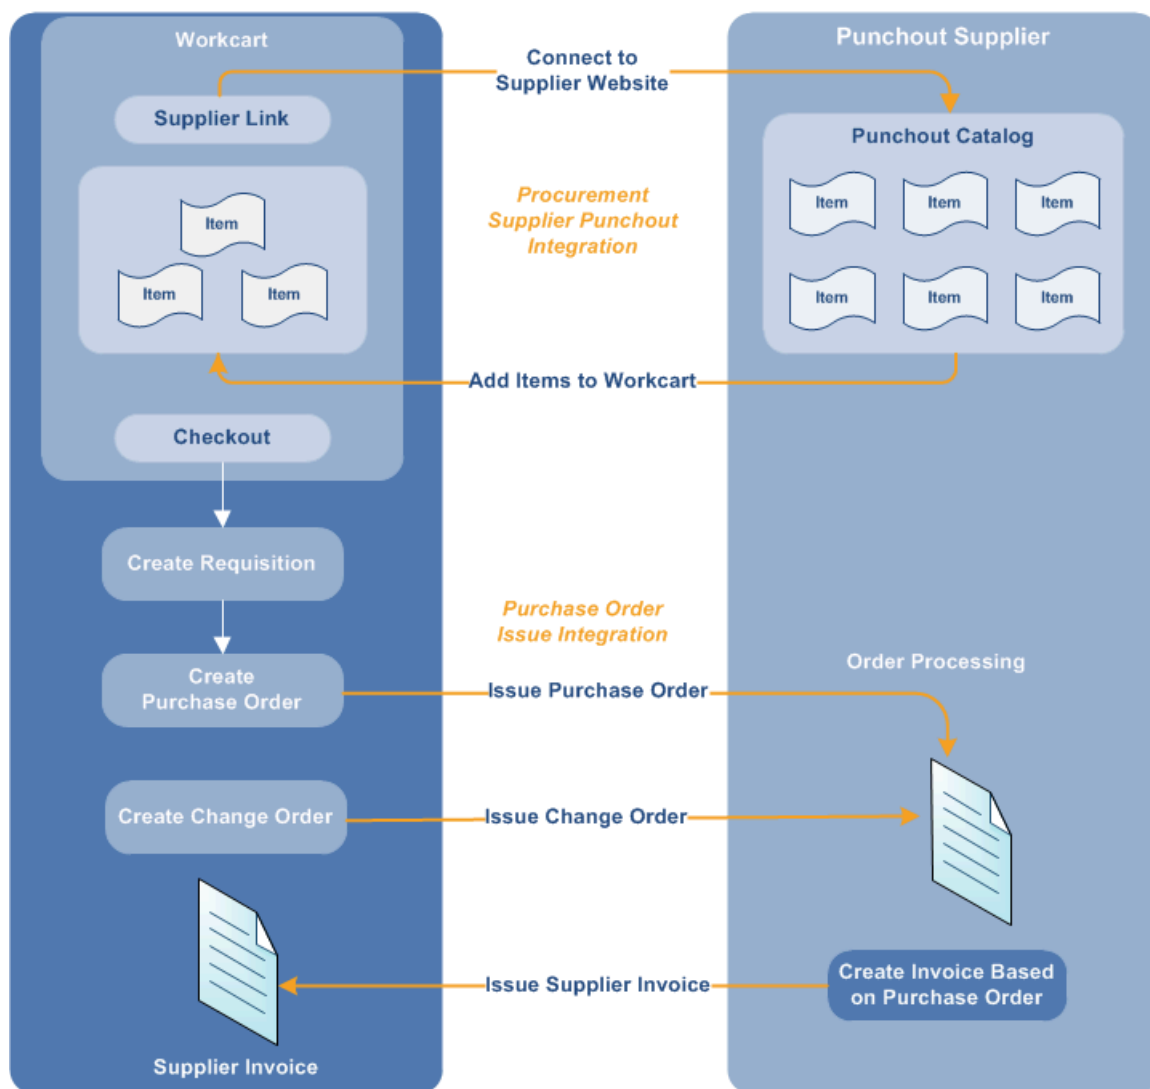 Workcart
Punchout Supplier
Connect to
Supplier Website
Supplier Link
Punchout Catalog
Item
Item
Item
Item
Procurement
Supplier Punchout
Integration
Item
Item
Item
Item
Item
Add Items to Workcart
Checkout
Create Requisition
Purchase Order
Issue Integration
Order Processing
Create
Purchase Order
Issue Purchase Order
Create Change Order
Issue Change Order
Issue Supplier Invoice
Create Invoice Based
on Purchase Order
Supplier Invoice